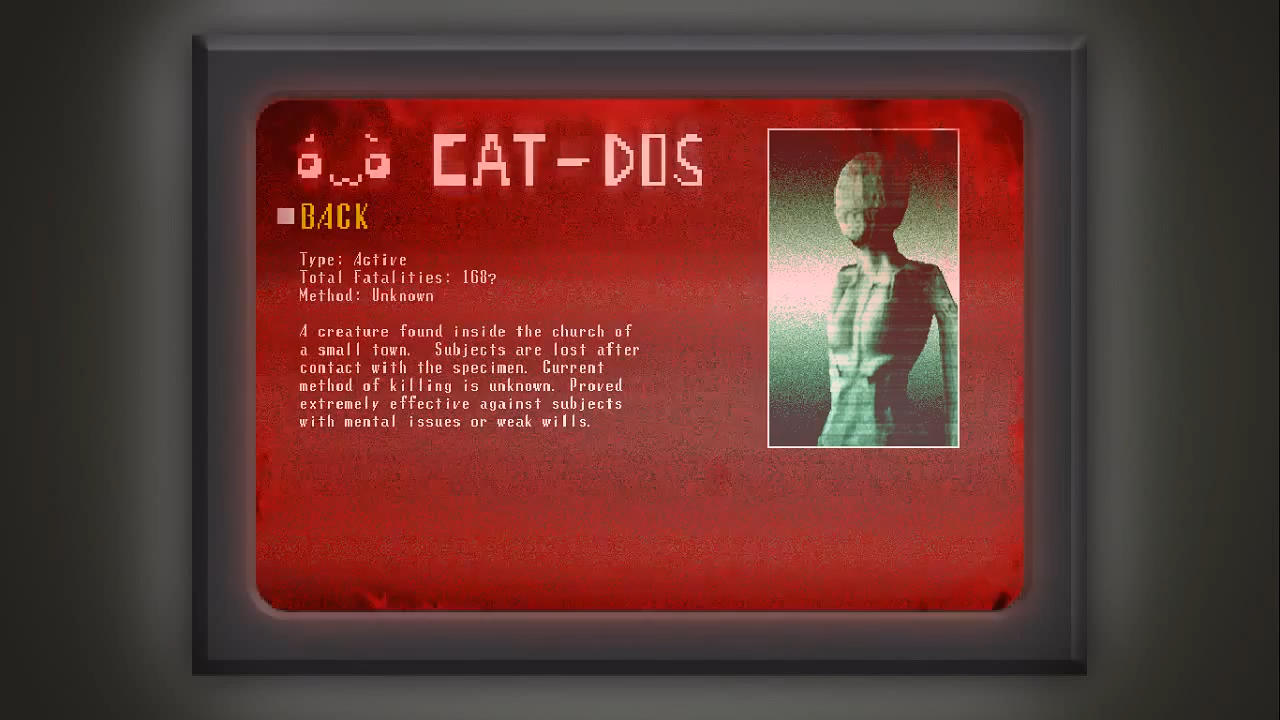 CAT-DOS
BACK
Type: Active
Total Fatalities: 168?
Method: Unknown
A creature found inside the church of
a small town. Subjects are lost after
contact with the specimen. Current
method of killing is unknown. Proved
extremely effective against subjects
with mental issues or weak wills.